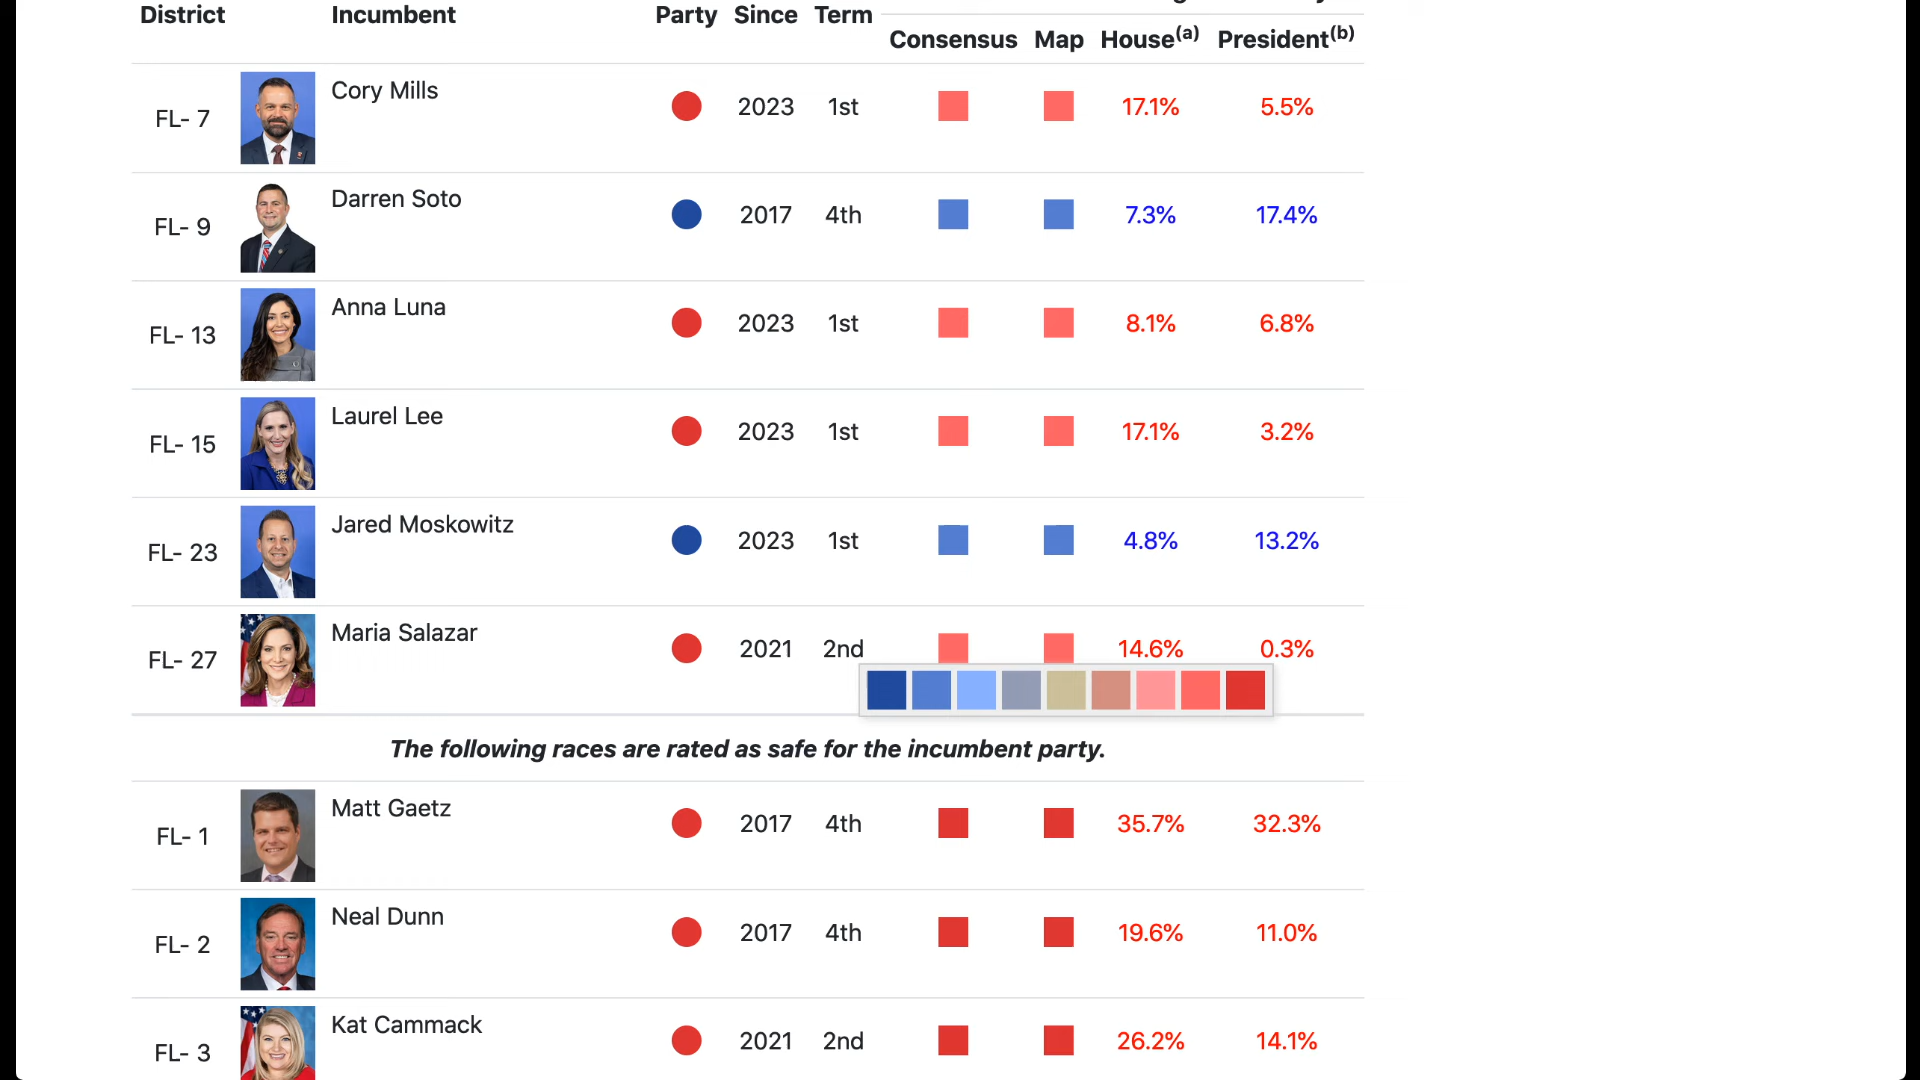 District Incumbent Party Since Term
Consensus Map House(a) President(b)
FL- 7 Cory Mills 2023 1st 17.1% 5.5%
FL- 9 Darren Soto 2017 4th 7.3% 17.4%
FL- 13 Anna Luna 2023 1st 8.1% 6.8%
FL- 15 Laurel Lee 2023 1st 17.1% 3.2%
FL- 23 Jared Moskowitz 2023 1st 4.8% 13.2%
FL- 27 Maria Salazar 2021 2nd 14.6% 0.3%
The following races are rated as safe for the incumbent party.
FL- 1 Matt Gaetz 2017 4th 35.7% 32.3%
FL- 2 Neal Dunn 2017 4th 19.6% 11.0%
FL- 3 Kat Cammack 2021 2nd 26.2% 14.1%